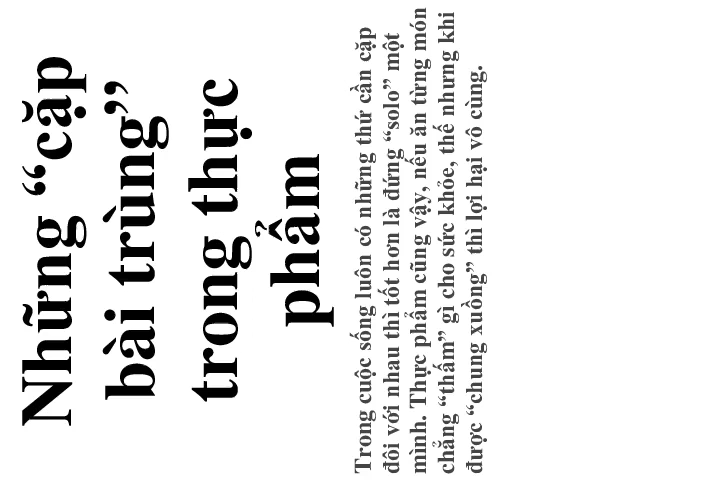 Những “cặp
bài trùng”
trong thực
phẩm
Trong cuộc sống luôn có những thứ cần cặp
đôi với nhau thì tốt hơn là đứng “solo” một
mình. Thực phẩm cũng vậy, nếu ăn từng món
chẳng “thấm” gì cho sức khỏe, thế nhưng khi
được “chung xuồng” thì lợi hại vô cùng.